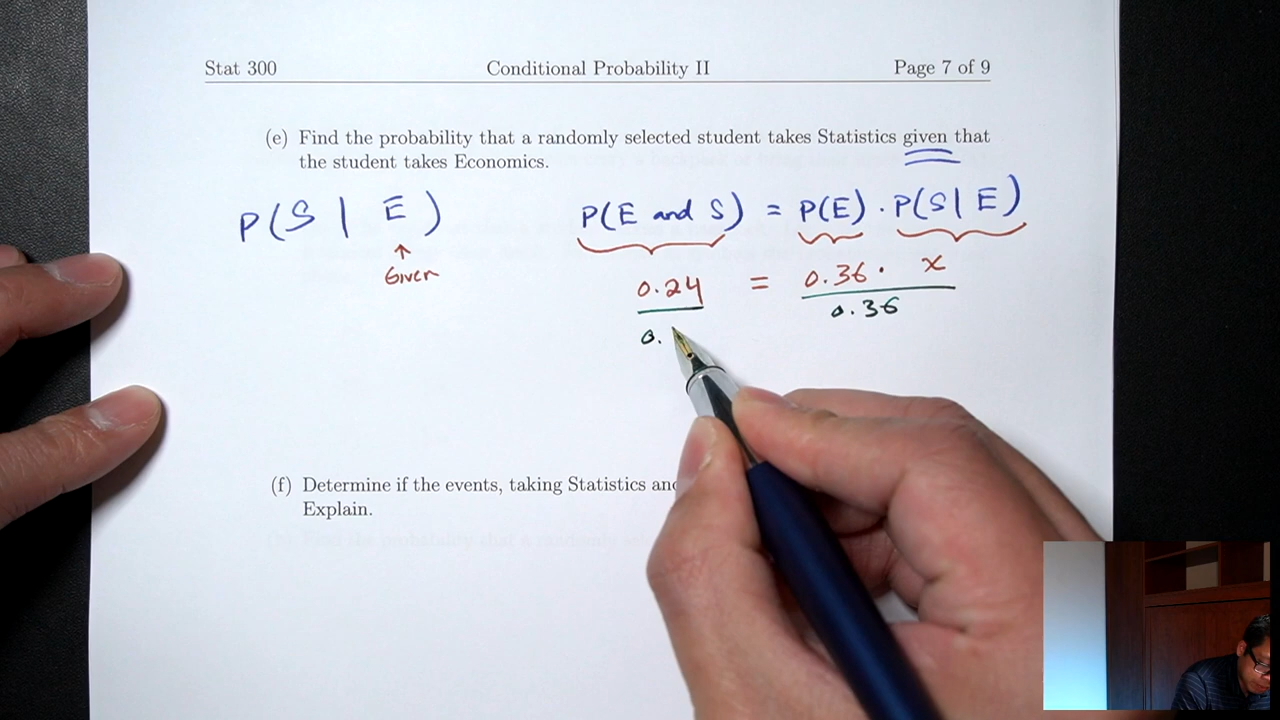 Stat 300 Conditional Probability II Page 7 of 9
(e) Find the probability that a randomly selected student takes Statistics given that
the student takes Economics.
P(S | E)
Given
P(E and S) = P(E) · P(S | E)
0.24 = 0.36 · x
0. 0.36
(f) Determine if the events, taking Statistics
Explain.